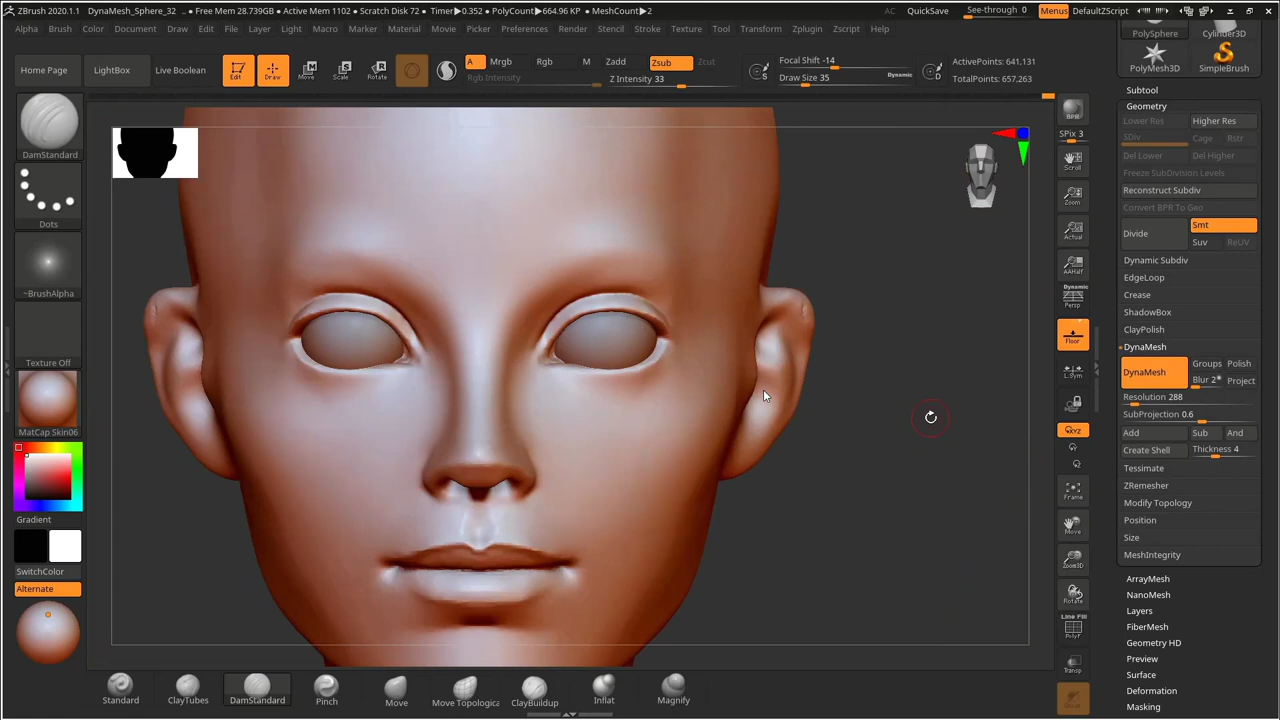 ZBrush 2020.1.1 DynaMesh_Sphere_32 .. • Free Mem 28.739GB • Active Mem 1102 • Scratch Disk 72 • Timer▶0.352 • PolyCount▶664.96 KP • MeshCount▶2
AC QuickSave See-through 0 Menus DefaultZScript
Alpha Brush Color Document Draw Edit File Layer Light Macro Marker Material Movie Picker Preferences Render Stencil Stroke Texture Tool Transform Zplugin Zscript Help
Home Page LightBox Live Boolean
Edit Draw Move Scale Rotate
A Mrgb Rgb M Zadd Zsub Zcut
Rgb Intensity Z Intensity 33
S
Focal Shift -14
Draw Size 35 Dynamic
D
ActivePoints: 641,131
TotalPoints: 657,263
DamStandard
Dots
~BrushAlpha
Texture Off
MatCap Skin06
Gradient
SwitchColor
Alternate
Standard ClayTubes DamStandard Pinch Move Move Topologica ClayBuildup Inflat Magnify
BPR
SPix 3
Scroll
Zoom
Actual
AAHalf
Dynamic
Persp
Floor
L.Sym
XYZ
Frame
Move
Zoom3D
Rotate
Line Fill
PolyF
Transp
PolySphere Cylinder3D
PolyMesh3D SimpleBrush
Subtool
Geometry
Lower Res Higher Res
SDiv Cage Rstr
Del Lower Del Higher
Freeze SubDivision Levels
Reconstruct Subdiv
Convert BPR To Geo
Divide Smt
Suv ReUV
Dynamic Subdiv
EdgeLoop
Crease
ShadowBox
ClayPolish
DynaMesh
DynaMesh Groups Polish
Blur 2 Project
Resolution 288
SubProjection 0.6
Add Sub And
Create Shell Thickness 4
Tessimate
ZRemesher
Modify Topology
Position
Size
MeshIntegrity
ArrayMesh
NanoMesh
Layers
FiberMesh
Geometry HD
Preview
Surface
Deformation
Masking